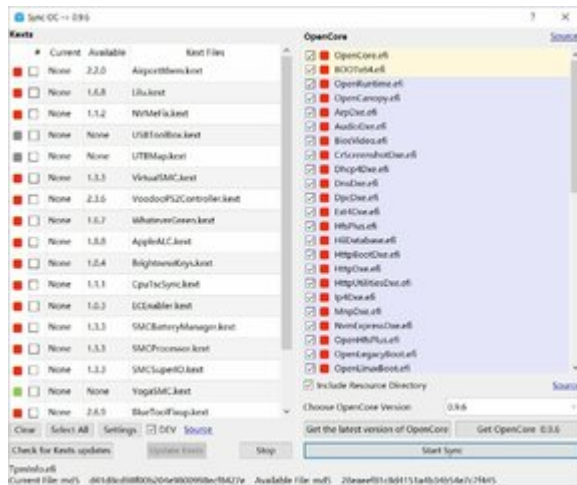 Sync OC -> 0.9.6
Kexts
# Current Available Kext Files
None 2.2.0 AirportItlwm.kext
None 1.6.8 Lilu.kext
None 1.1.2 NVMeFix.kext
None None USBToolBox.kext
None None UTBMap.kext
None 1.3.3 VirtualSMC.kext
None 2.3.6 VoodooPS2Controller.kext
None 1.6.7 WhateverGreen.kext
None 1.8.8 AppleALC.kext
None 1.0.4 BrightnessKeys.kext
None 1.1.1 CpuTscSync.kext
None 1.0.3 ECEnabler.kext
None 1.3.3 SMCBatteryManager.kext
None 1.3.3 SMCProcessor.kext
None 1.3.3 SMCSuperIO.kext
None None YogaSMC.kext
None 2.6.9 BlueToolFixup.kext
Clear Select All Settings DEV Source
Check for Kexts updates Update Kexts Stop
OpenCore Source
OpenCore.efi
BOOTx64.efi
OpenRuntime.efi
OpenCanopy.efi
ArpDxe.efi
AudioDxe.efi
BiosVideo.efi
CrScreenshotDxe.efi
Dhcp4Dxe.efi
DnsDxe.efi
DpcDxe.efi
Ext4Dxe.efi
HfsPlus.efi
HiiDatabase.efi
HttpBootDxe.efi
HttpDxe.efi
HttpUtilitiesDxe.efi
Ip4Dxe.efi
MnpDxe.efi
NvmExpressDxe.efi
OpenHfsPlus.efi
OpenLegacyBoot.efi
OpenLinuxBoot.efi
Include Resource Directory Source
Choose OpenCore Version 0.9.6
Get the latest version of OpenCore Get OpenCore 0.9.6
Start Sync
Current File: md5 d41d8cd98f00b204e9800998ecf8427e Available File: md5